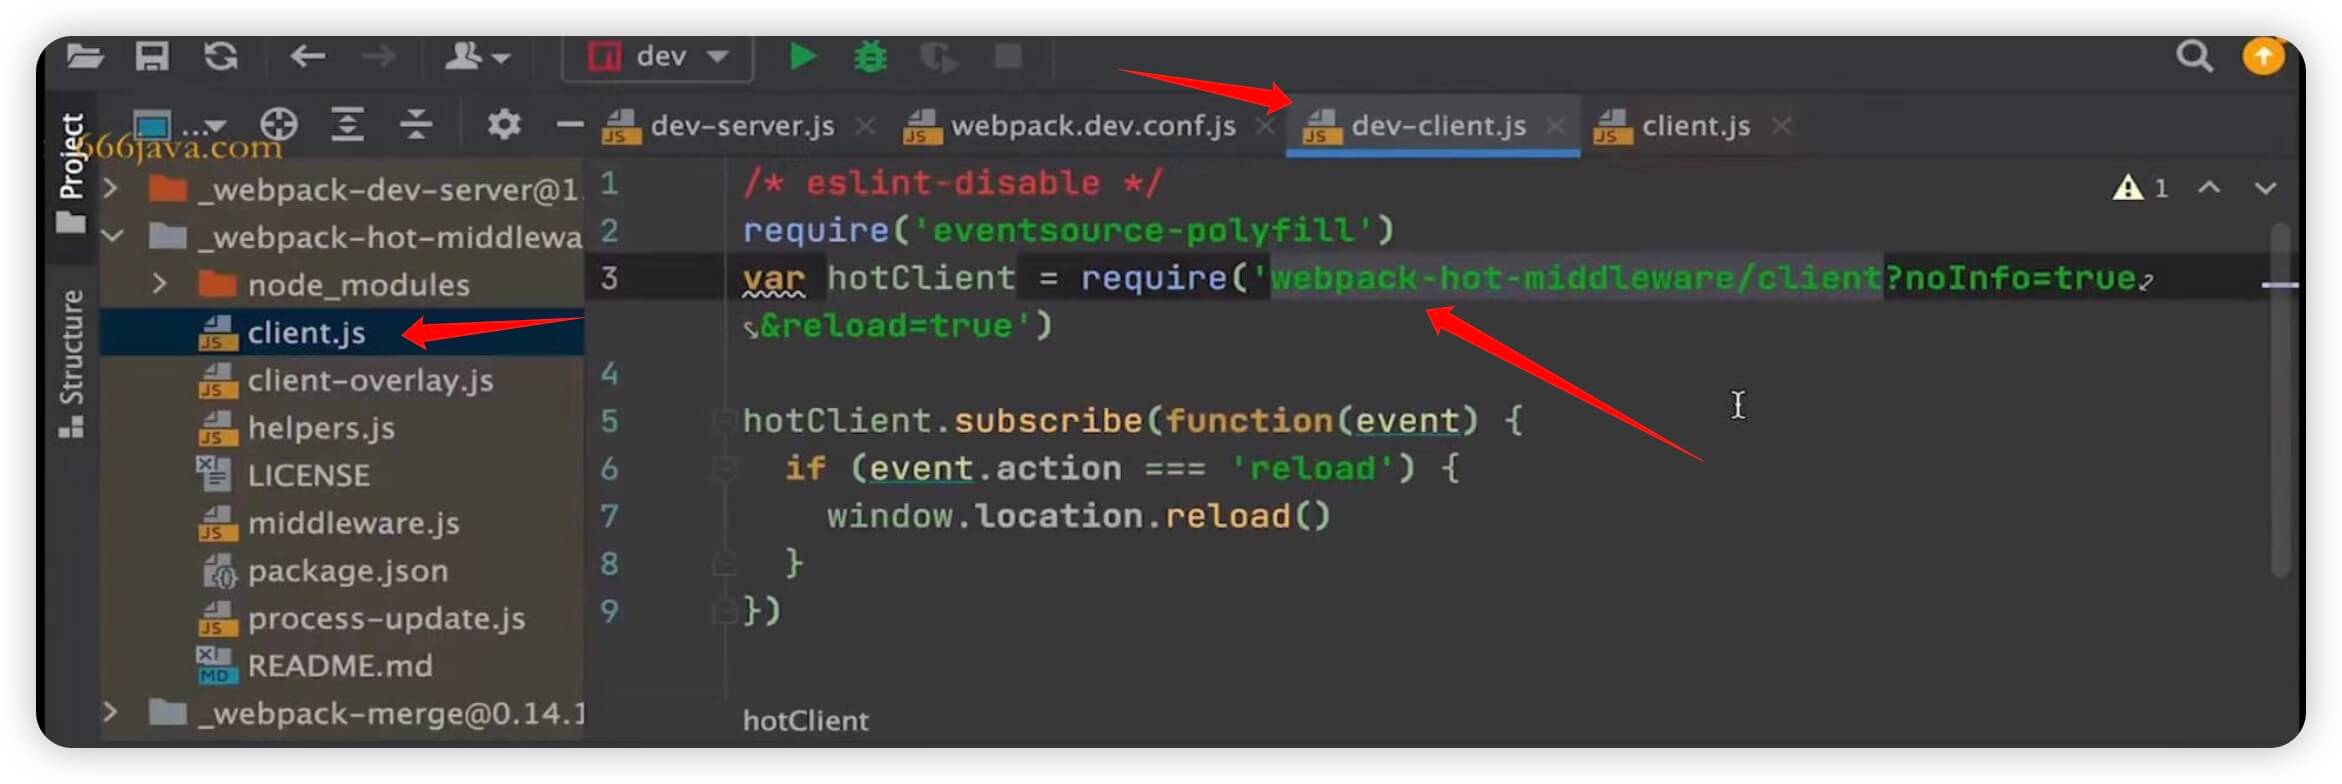 dev
Project
Structure
666java.com
dev-server.js
webpack.dev.conf.js
dev-client.js
client.js
_webpack-dev-server@1.
_webpack-hot-middlewa
node_modules
client.js
client-overlay.js
helpers.js
LICENSE
middleware.js
package.json
process-update.js
README.md
_webpack-merge@0.14.1
1 /* eslint-disable */
2 require('eventsource-polyfill')
3 var hotClient = require('webpack-hot-middleware/client?noInfo=true
&reload=true')
4
5 hotClient.subscribe(function(event) {
6 if (event.action === 'reload') {
7 window.location.reload()
8 }
9 })
1
hotClient